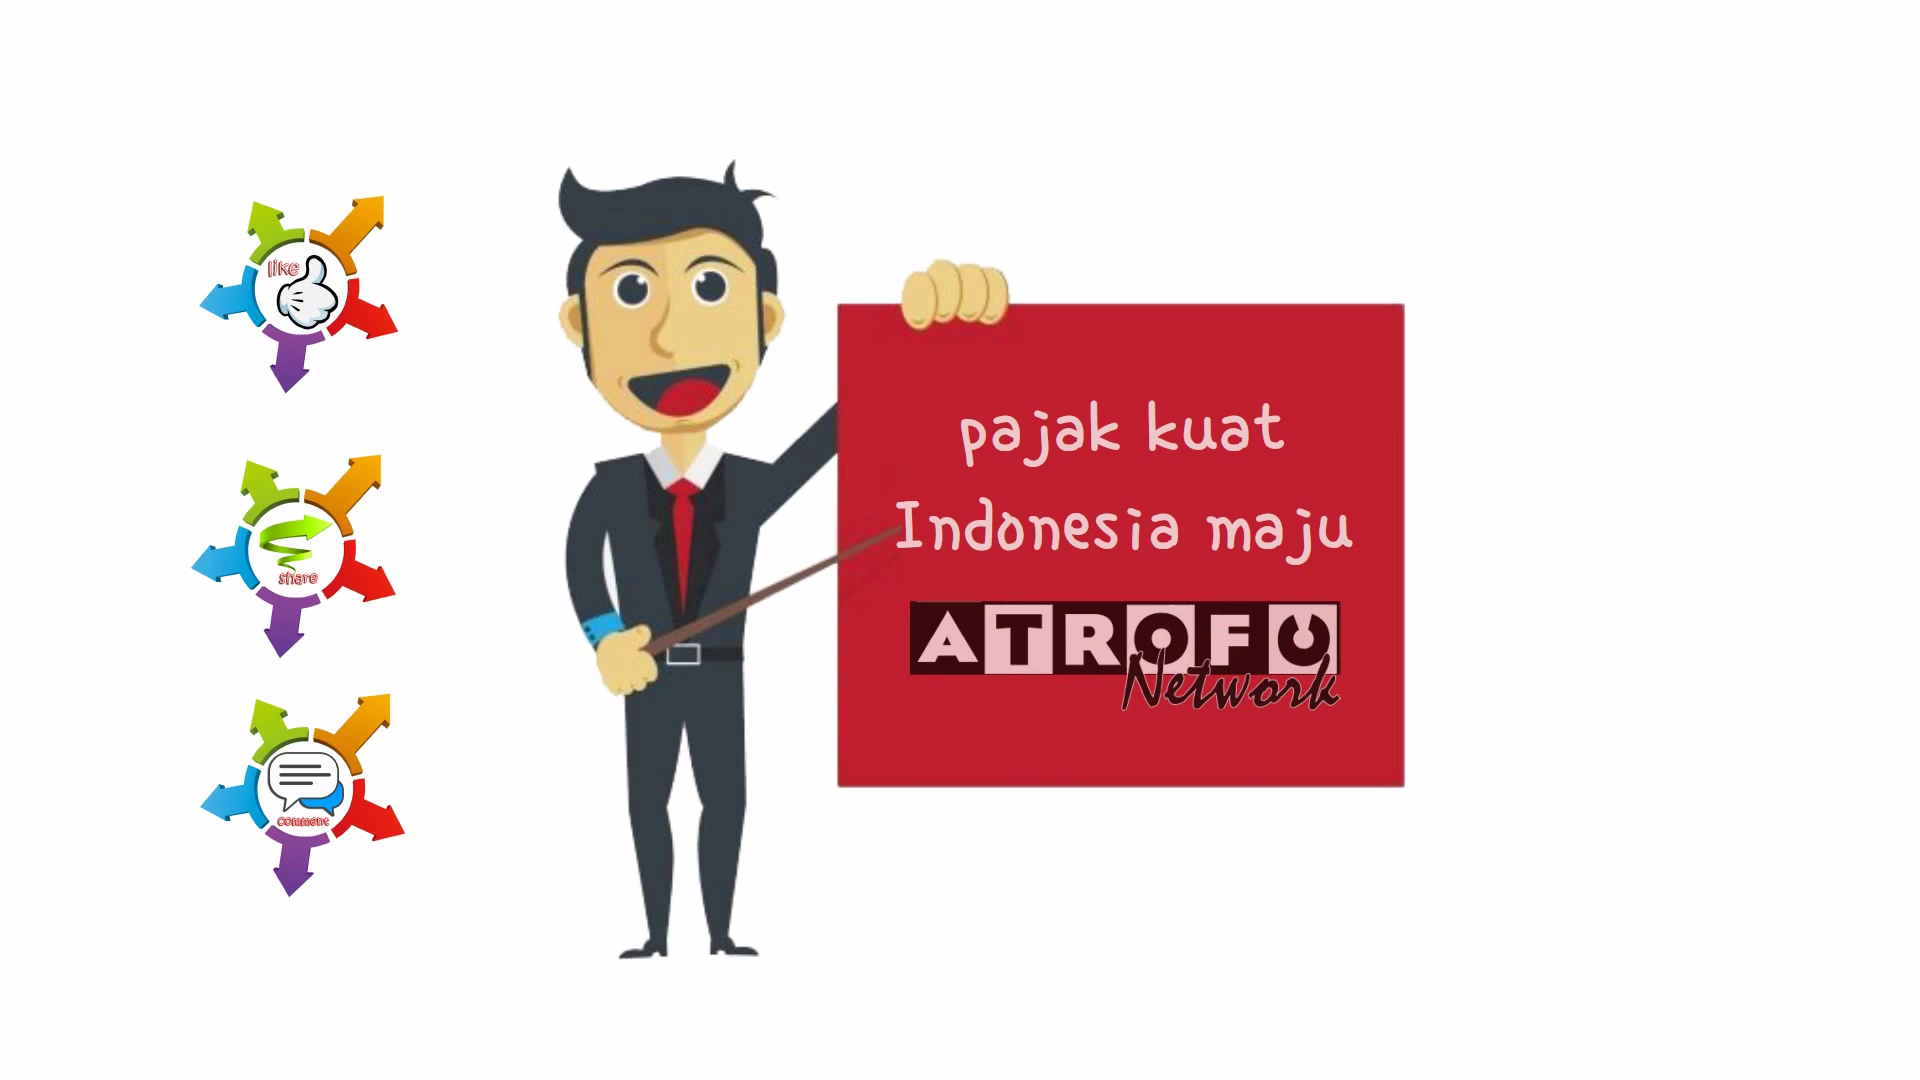 like
share
comment
pajak kuat
Indonesia maju
ATROFU
Network